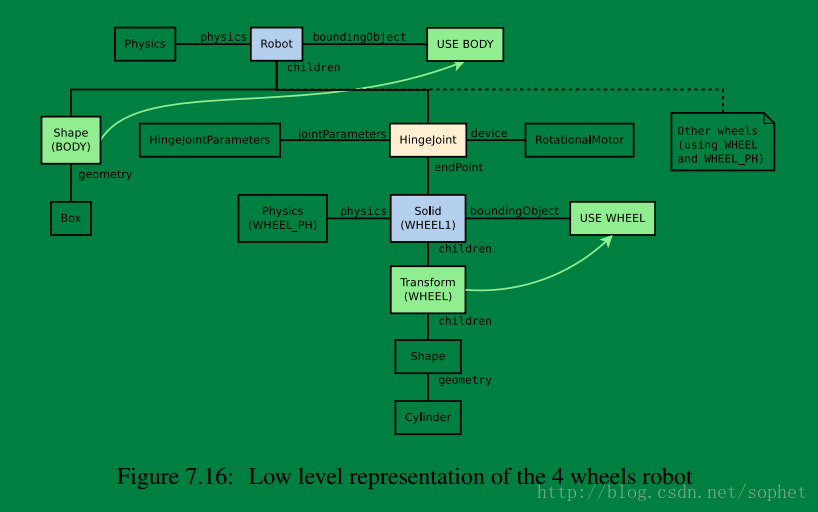 Physics
physics
Robot
boundingObject
USE BODY
children
Shape
(BODY)
HingeJointParameters
jointParameters
HingeJoint
device
RotationalMotor
Other wheels
(using WHEEL
and WHEEL_PH)
geometry
endPoint
Box
Physics
(WHEEL_PH)
physics
Solid
(WHEEL1)
boundingObject
USE WHEEL
children
Transform
(WHEEL)
children
Shape
geometry
Cylinder
Figure 7.16: Low level representation of the 4 wheels robot
http://blog.csdn.net/sophet